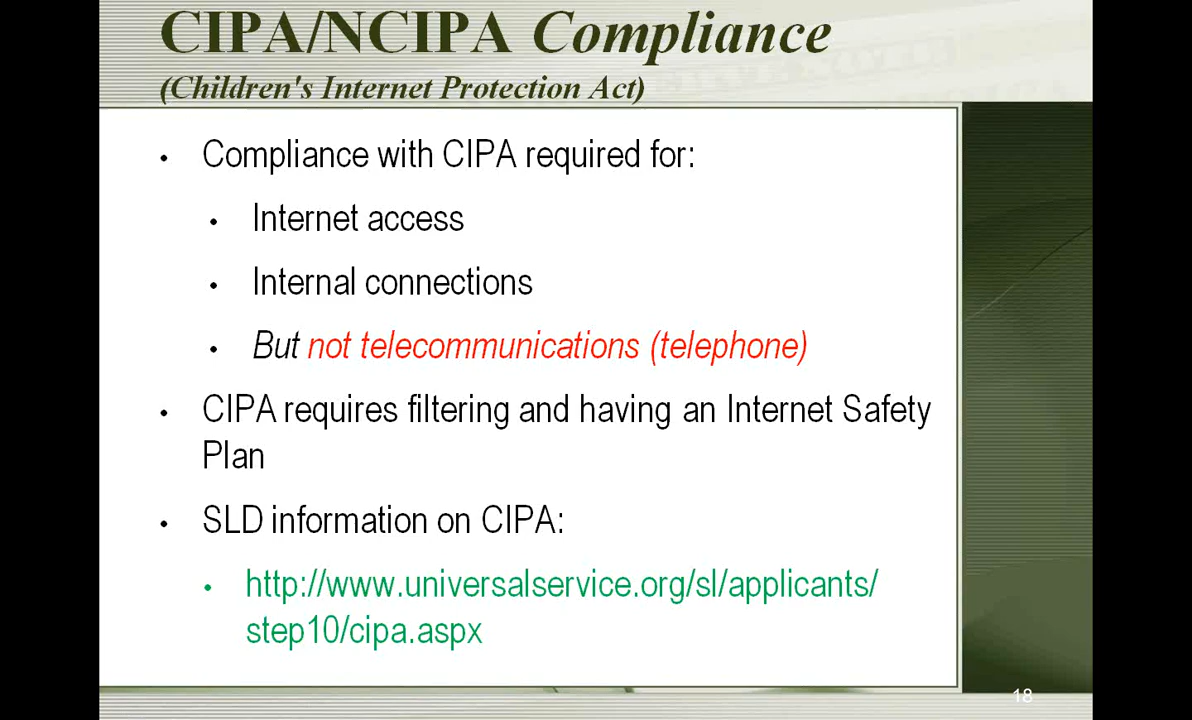 CIPA/NCIPA Compliance
(Children's Internet Protection Act)
• Compliance with CIPA required for:
• Internet access
• Internal connections
• But not telecommunications (telephone)
• CIPA requires filtering and having an Internet Safety
Plan
• SLD information on CIPA:
• http://www.universalservice.org/sl/applicants/
step10/cipa.aspx
18